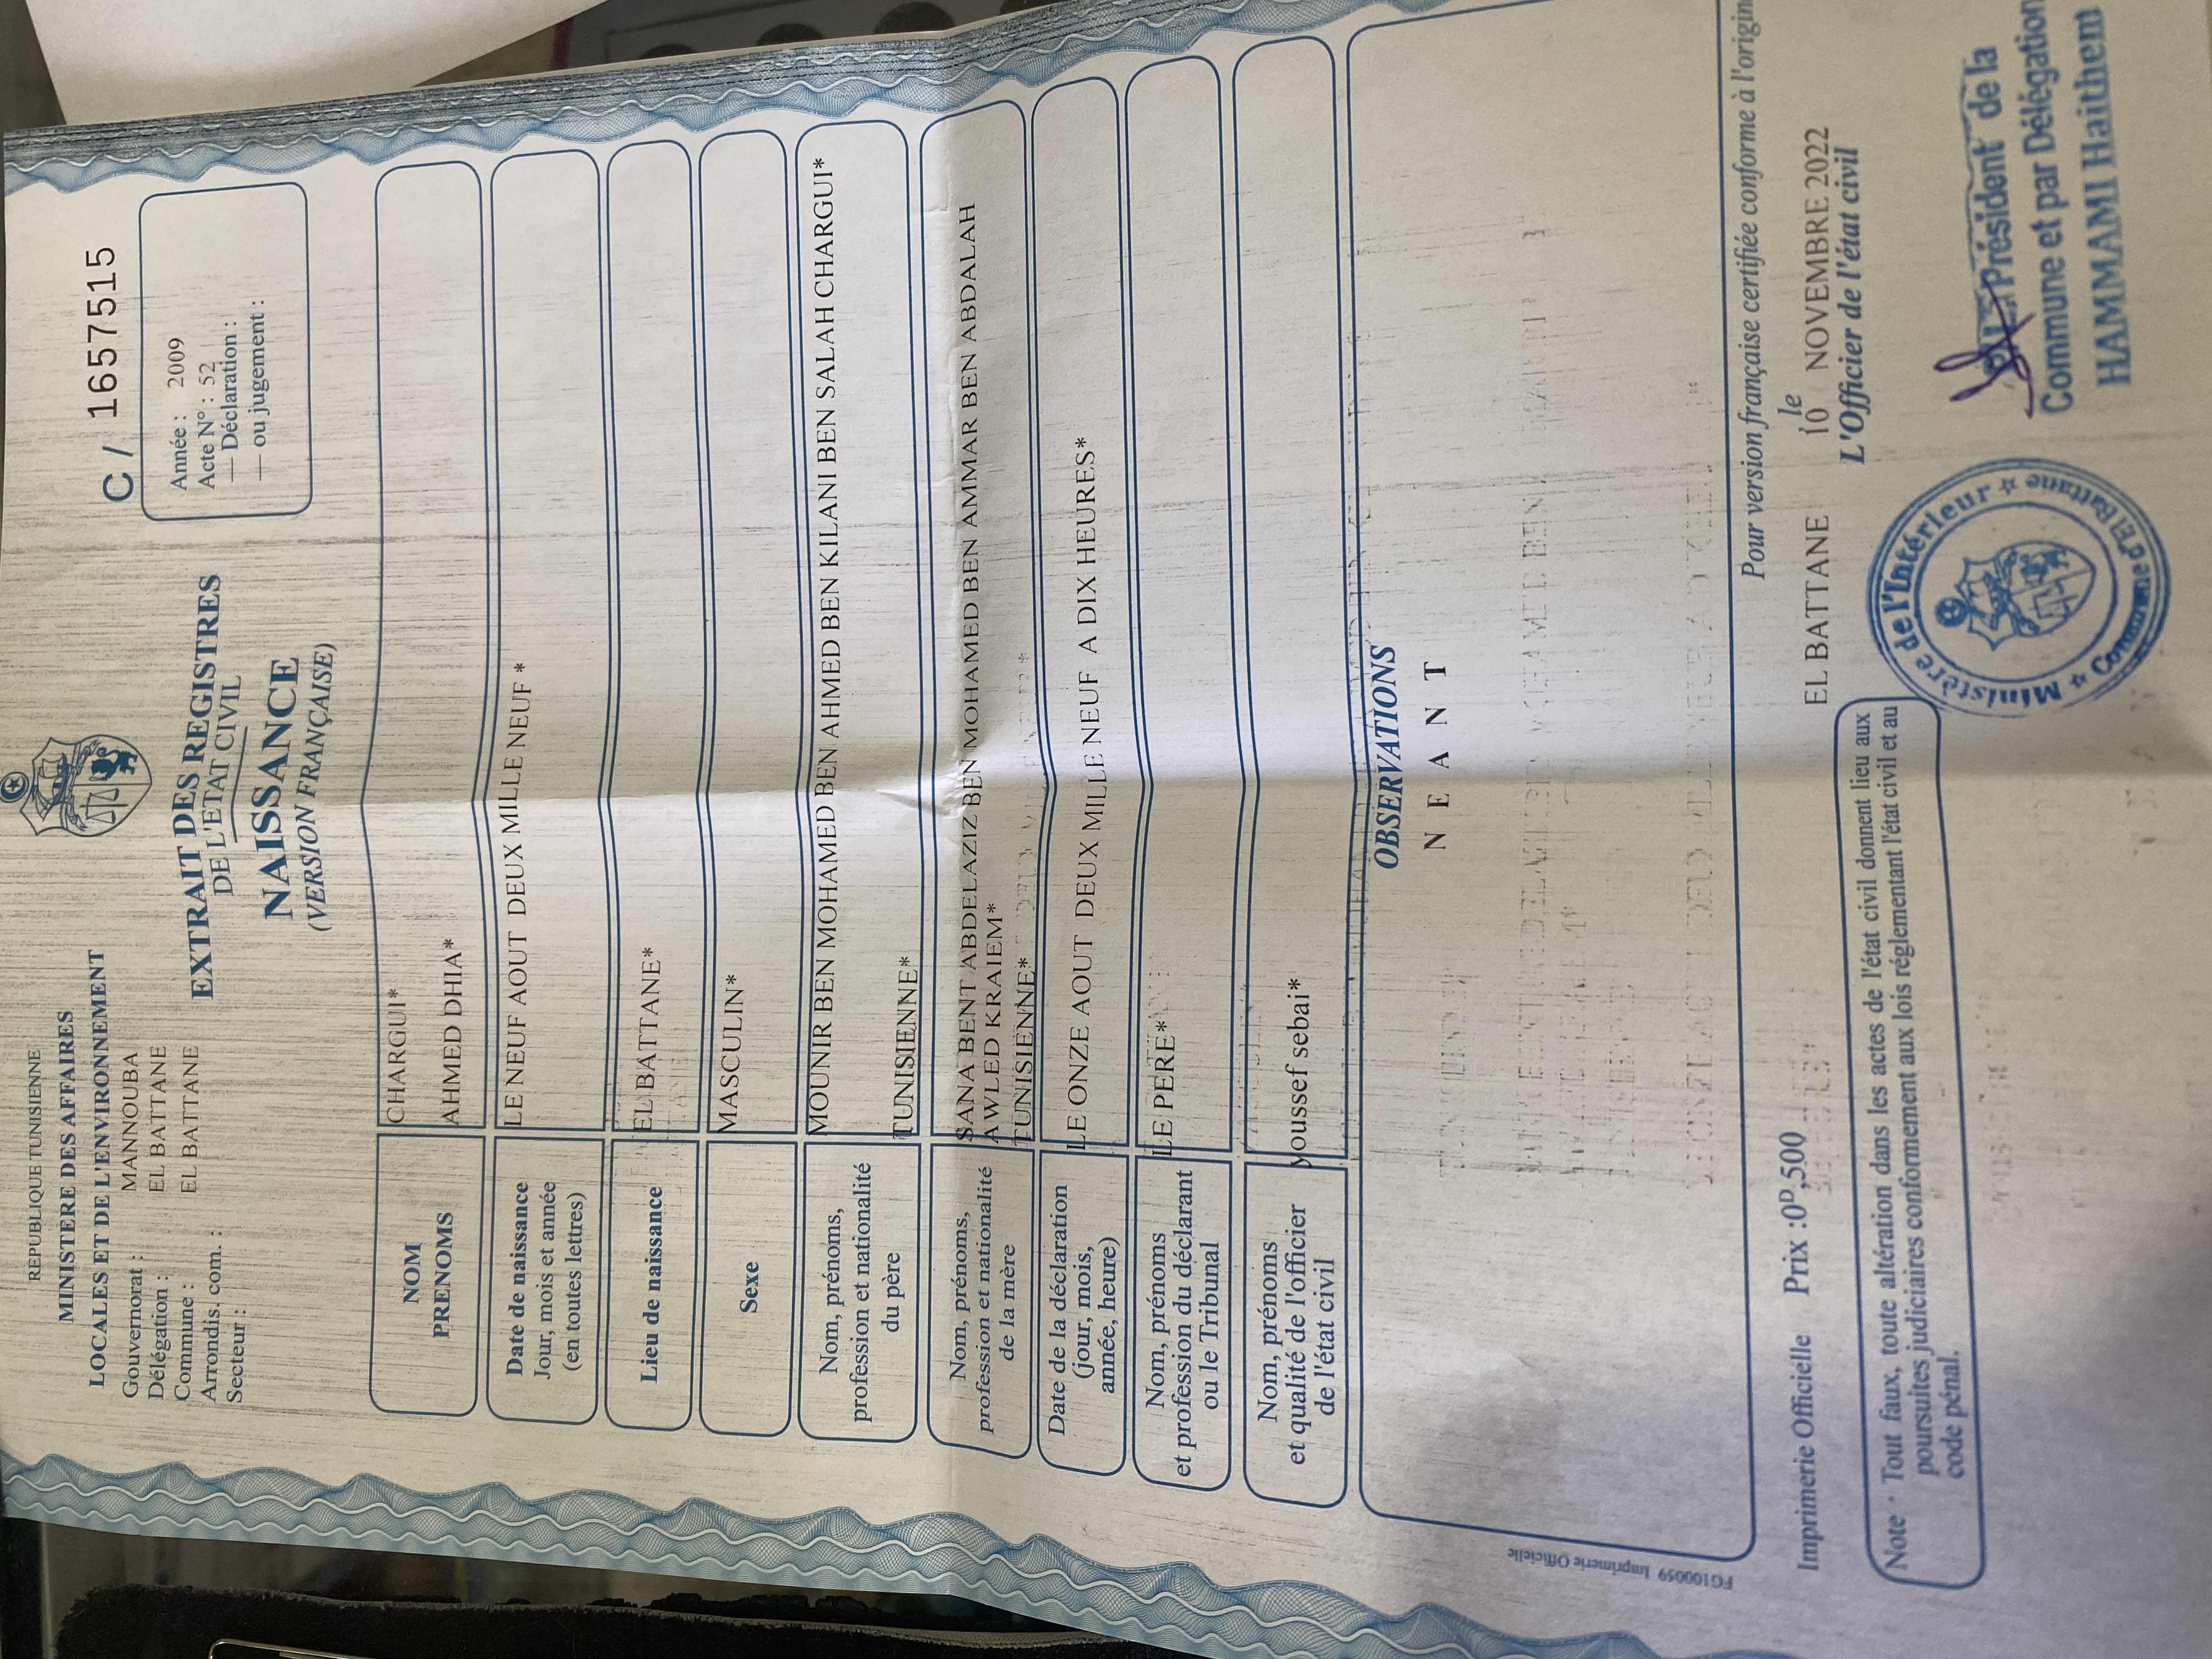 REPUBLIQUE TUNISIENNE
MINISTERE DES AFFAIRES
LOCALES ET DE L'ENVIRONNEMENT
Gouvernorat : MANNOUBA
Délégation : EL BATTANE
Commune : EL BATTANE
Arrondis. com. :
Secteur :
EXTRAIT DES REGISTRES
DE L'ETAT CIVIL
NAISSANCE
(VERSION FRANÇAISE)
C / 1657515
Année : 2009
Acte N° : 52
— Déclaration :
— ou jugement :
NOM CHARGUI*
PRENOMS AHMED DHIA*
Date de naissance
Jour, mois et année
(en toutes lettres)
LE NEUF AOUT DEUX MILLE NEUF *
Lieu de naissance
EL BATTANE*
Sexe
MASCULIN*
Nom, prénoms,
profession et nationalité
du père
MOUNIR BEN MOHAMED BEN AHMED BEN KILANI BEN SALAH CHARGUI*
TUNISIENNE*
Nom, prénoms,
profession et nationalité
de la mère
SANA BENT ABDELAZIZ BEN MOHAMED BEN AMMAR BEN ABDALAH
AWLED KRAIEM*
TUNISIENNE*
Date de la déclaration
(jour, mois,
année, heure)
LE ONZE AOUT DEUX MILLE NEUF A DIX HEURES*
Nom, prénoms
et profession du déclarant
ou le Tribunal
LE PERE*
Nom, prénoms
et qualité de l'officier
de l'état civil
youssef sebai*
OBSERVATIONS
N E A N T
FG100059 Imprimerie Officielle
Pour version française certifiée conforme à l'origin
Imprimerie Officielle Prix :0ᴰ,500
EL BATTANE le 10 NOVEMBRE 2022
L'Officier de l'état civil
Note · Tout faux, toute altération dans les actes de l'état civil donnent lieu aux
poursuites judiciaires conformement aux lois réglementant l'état civil et au
code pénal.
Ministère de l'Intérieur ☆ Commune d'El Battane ☆
Président de la
Commune et par Délégation
HAMMAMI Haithem